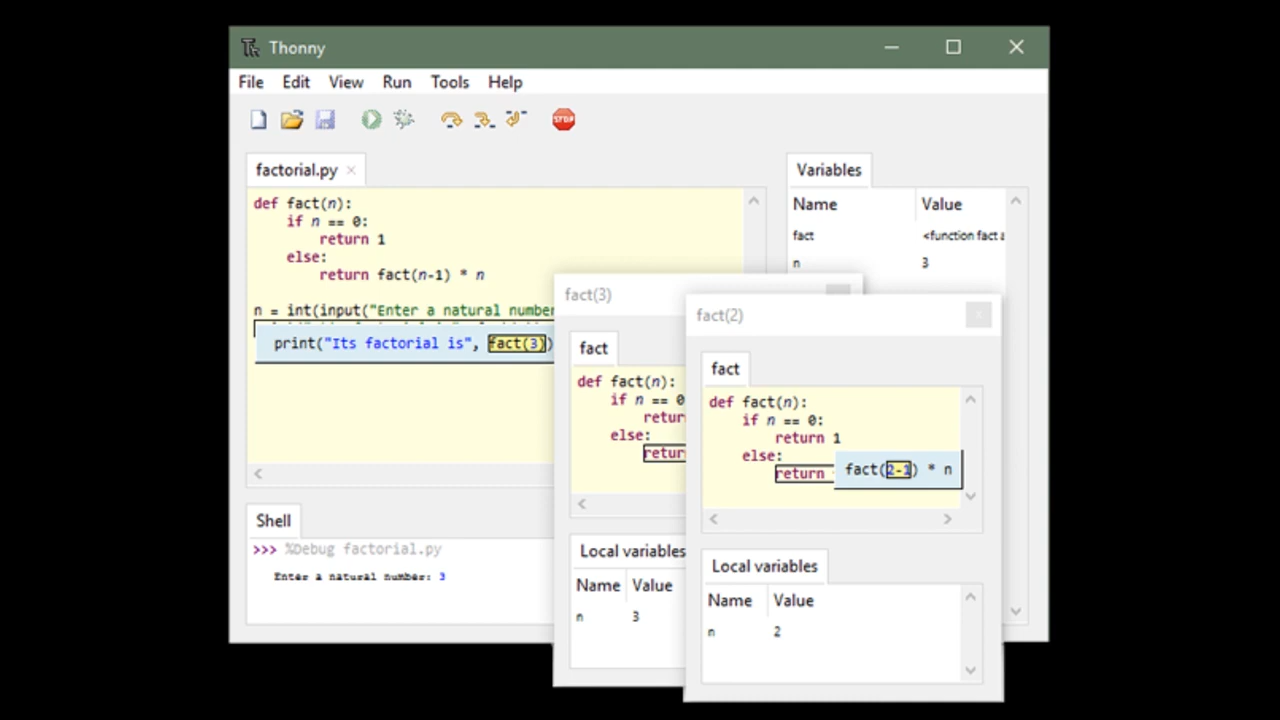 Thonny
File Edit View Run Tools Help
STOP
factorial.py
def fact(n):
if n == 0:
return 1
else:
return fact(n-1) * n
n = int(input("Enter a natural number
print("Its factorial is", fact(3))
Shell
>>> %Debug factorial.py
Enter a natural number: 3
Variables
Name Value
fact <function fact a
n 3
fact(3)
fact
def fact(n):
if n == 0
retur
else:
retur
Local variables
Name Value
n 3
fact(2)
fact
def fact(n):
if n == 0:
return 1
else:
return fact(2-1) * n
Local variables
Name Value
n 2